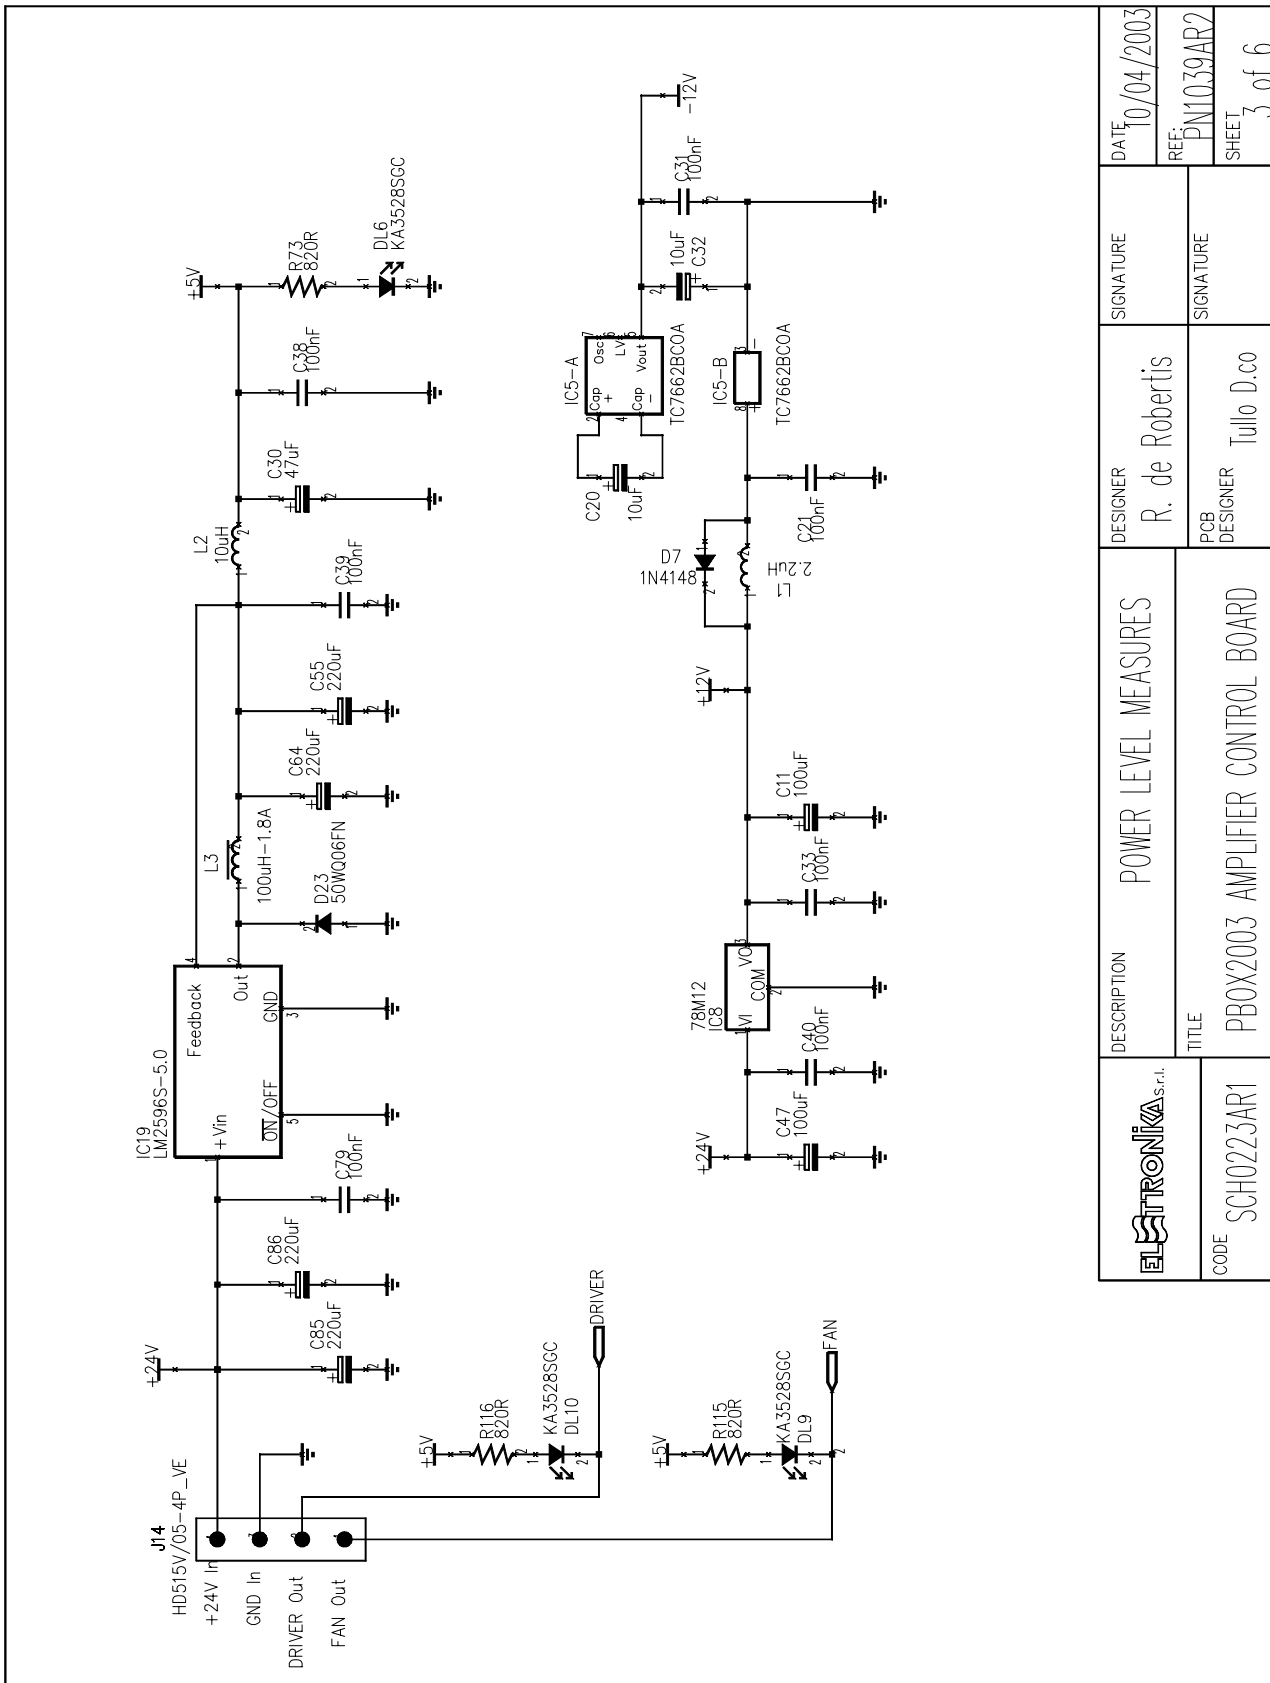 J14
HD515V/05-4P_VE
+24V In
GND In
DRIVER Out
FAN Out
+24V
C85
220uF
C86
220uF
C79
100nF
IC19
LM2596S-5.0
+Vin
Feedback
Out
GND
ON/OFF
1
4
2
3
5
D23
50WQ06FN
L3
100uH-1.8A
C64
220uF
C55
220uF
C39
100nF
L2
10uH
C30
47uF
C38
100nF
+5V
R73
820R
DL6
KA3528SGC
+5V
R116
820R
KA3528SGC
DL10
DRIVER
+5V
R115
820R
KA3528SGC
DL9
FAN
+24V
C47
100uF
C40
100nF
78M12
IC8
VI
VO
COM
C33
100nF
C11
100uF
+12V
D7
1N4148
L1
2.2uH
C21
100nF
IC5-B
TC7662BCOA
C20
10uF
IC5-A
Cap
+
Cap
-
Osc
LV
Vout
TC7662BCOA
10uF
C32
C31
100nF
-12V
ELETTRONIKA S.r.l.
CODE
SCH0223AR1
DESCRIPTION
POWER LEVEL MEASURES
TITLE
PBOX2003 AMPLIFIER CONTROL BOARD
DESIGNER
R. de Robertis
PCB
DESIGNER
Tullo D.co
SIGNATURE
SIGNATURE
DATE
10/04/2003
REF:
PN1039AR2
SHEET
3 of 6